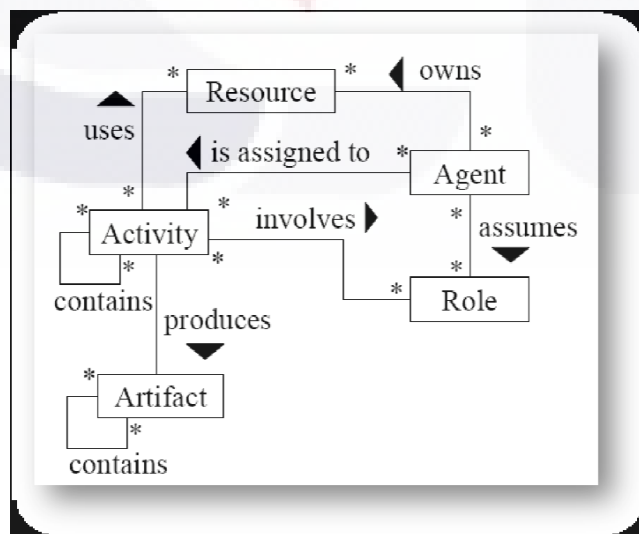 * * owns
Resource
uses
is assigned to * *
Agent
* * involves * assumes
* Activity
* * *
contains * Role
produces
* Artifact
*
contains